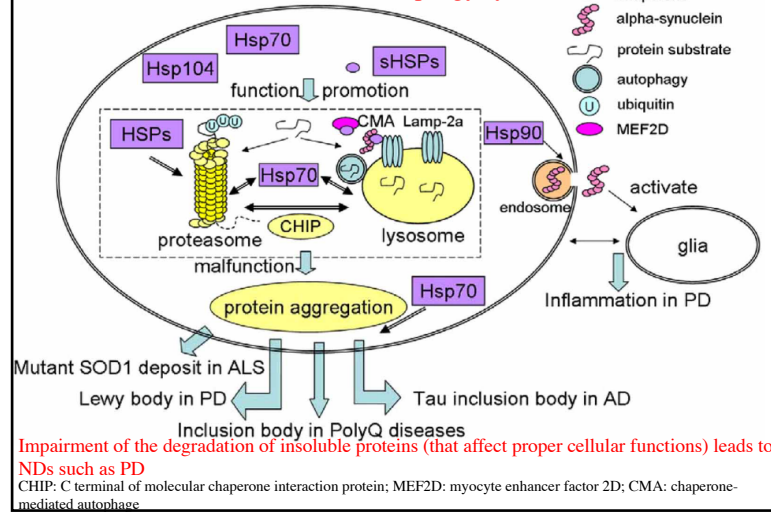 alpha-synuclein
Hsp70
protein substrate
Hsp104
sHSPs
autophagy
function promotion
U ubiquitin
UUU
CMA Lamp-2a
MEF2D
HSPs
Hsp90
Hsp70
activate
endosome
CHIP
proteasome
lysosome
glia
malfunction
Hsp70
protein aggregation
Inflammation in PD
Mutant SOD1 deposit in ALS
Lewy body in PD
Tau inclusion body in AD
Inclusion body in PolyQ diseases
Impairment of the degradation of insoluble proteins (that affect proper cellular functions) leads to
NDs such as PD
CHIP: C terminal of molecular chaperone interaction protein; MEF2D: myocyte enhancer factor 2D; CMA: chaperone-
mediated autophage